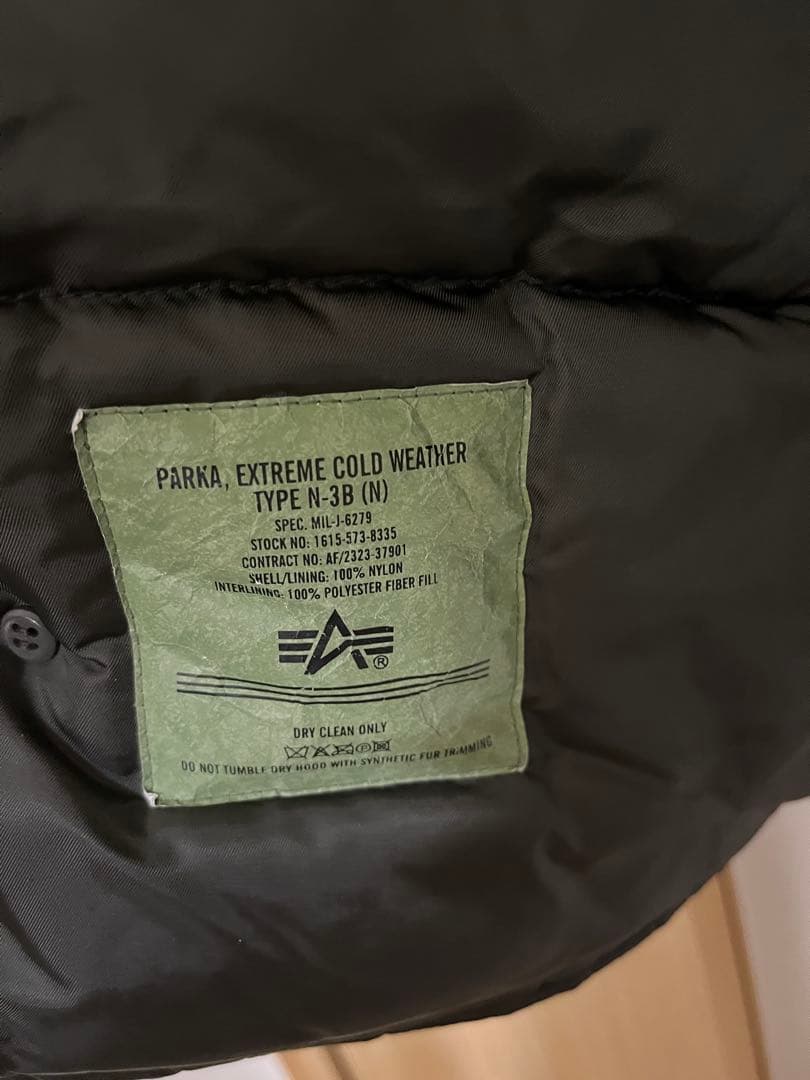 PARKA, EXTREME COLD WEATHER
TYPE N-3B (N)
SPEC. MIL-J-6279
STOCK NO: 1615-573-8335
CONTRACT NO: AF/2323-37901
SHELL/LINING: 100% NYLON
INTERLINING: 100% POLYESTER FIBER FILL
®
DRY CLEAN ONLY
DO NOT TUMBLE DRY HOOD WITH SYNTHETIC FUR TRIMMING